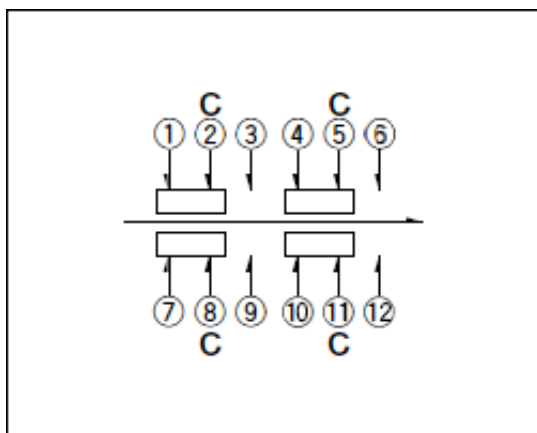 C C
① ② ③ ④ ⑤ ⑥
⑦ ⑧ ⑨ ⑩ ⑪ ⑫
C C